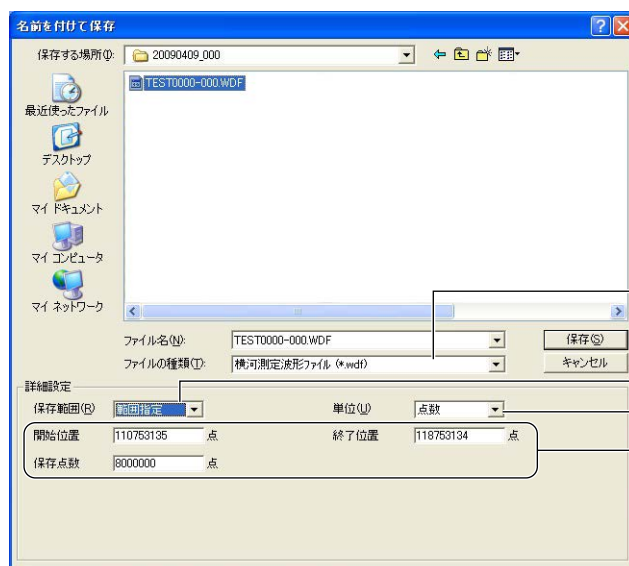 名前を付けて保存
保存する場所(I):
20090409_000
TEST0000-000.WDF
最近使ったファイル
デスクトップ
マイ ドキュメント
マイ コンピュータ
マイ ネットワーク
ファイル名(N): TEST0000-000.WDF 保存(S)
ファイルの種類(T): 横河測定波形ファイル (*.wdf) キャンセル
詳細設定
保存範囲(R) 範囲指定 単位(U) 点数
開始位置 110753135 点 終了位置 118753134 点
保存点数 8000000 点